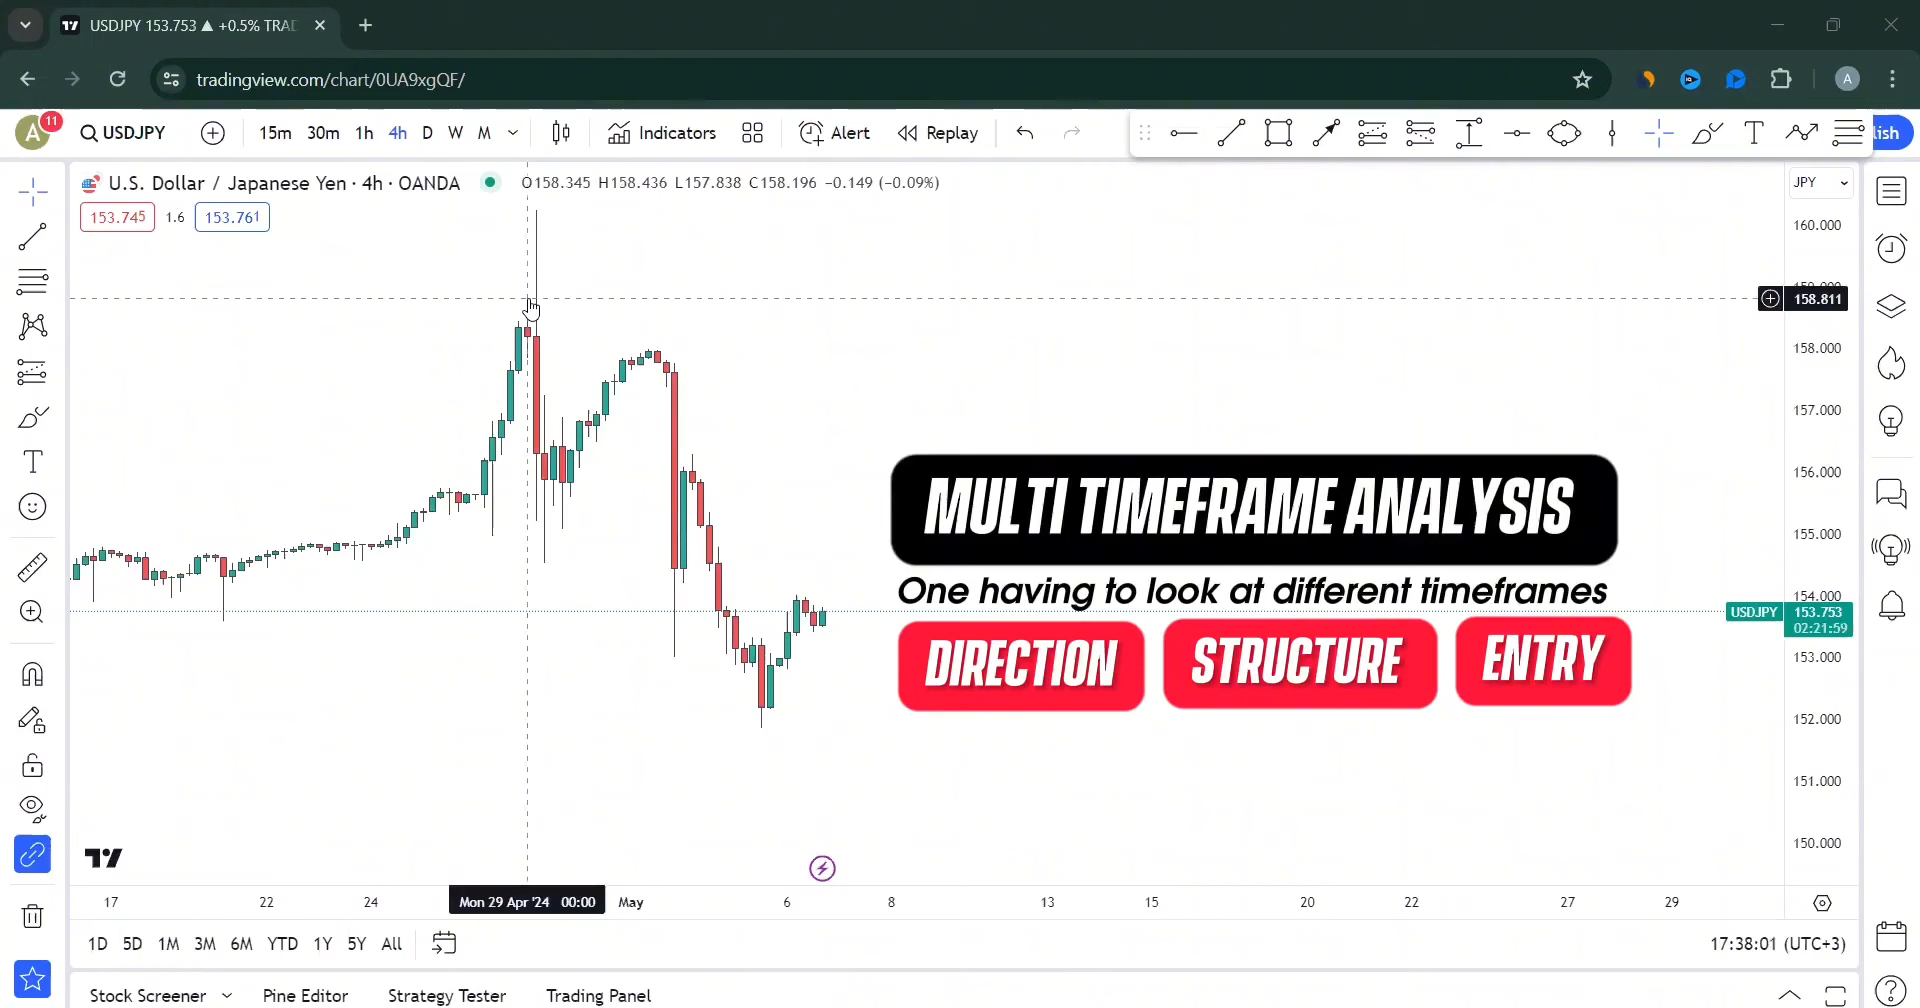 USDJPY 153.753 ▲ +0.5% TRAD
tradingview.com/chart/0UA9xgQF/
A
A 11 USDJPY 15m 30m 1h 4h D W M Indicators Alert Replay lish
U.S. Dollar / Japanese Yen · 4h · OANDA O158.345 H158.436 L157.838 C158.196 −0.149 (−0.09%) JPY
153.745 1.6 153.761
160.000
158.811
158.000
157.000
156.000
155.000
154.000
USDJPY 153.753
02:21:59
153.000
152.000
151.000
150.000
MULTI TIMEFRAME ANALYSIS
One having to look at different timeframes
DIRECTION STRUCTURE ENTRY
17 22 24 Mon 29 Apr '24 00:00 May 6 8 13 15 20 22 27 29
1D 5D 1M 3M 6M YTD 1Y 5Y All 17:38:01 (UTC+3)
Stock Screener Pine Editor Strategy Tester Trading Panel